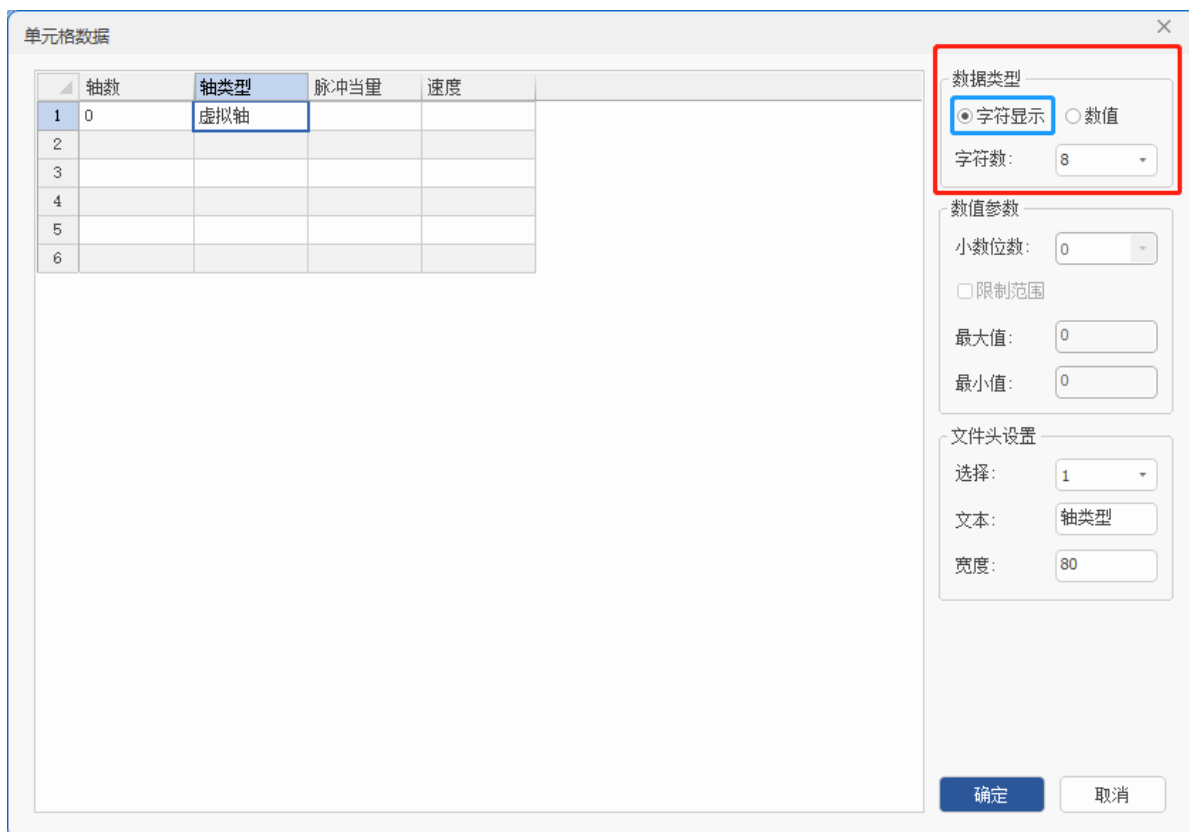 单元格数据
轴数 轴类型 脉冲当量 速度
1 0 虚拟轴
2
3
4
5
6
数据类型
字符显示 数值
字符数: 8
数值参数
小数位数: 0
限制范围
最大值: 0
最小值: 0
文件头设置
选择: 1
文本: 轴类型
宽度: 80
确定 取消